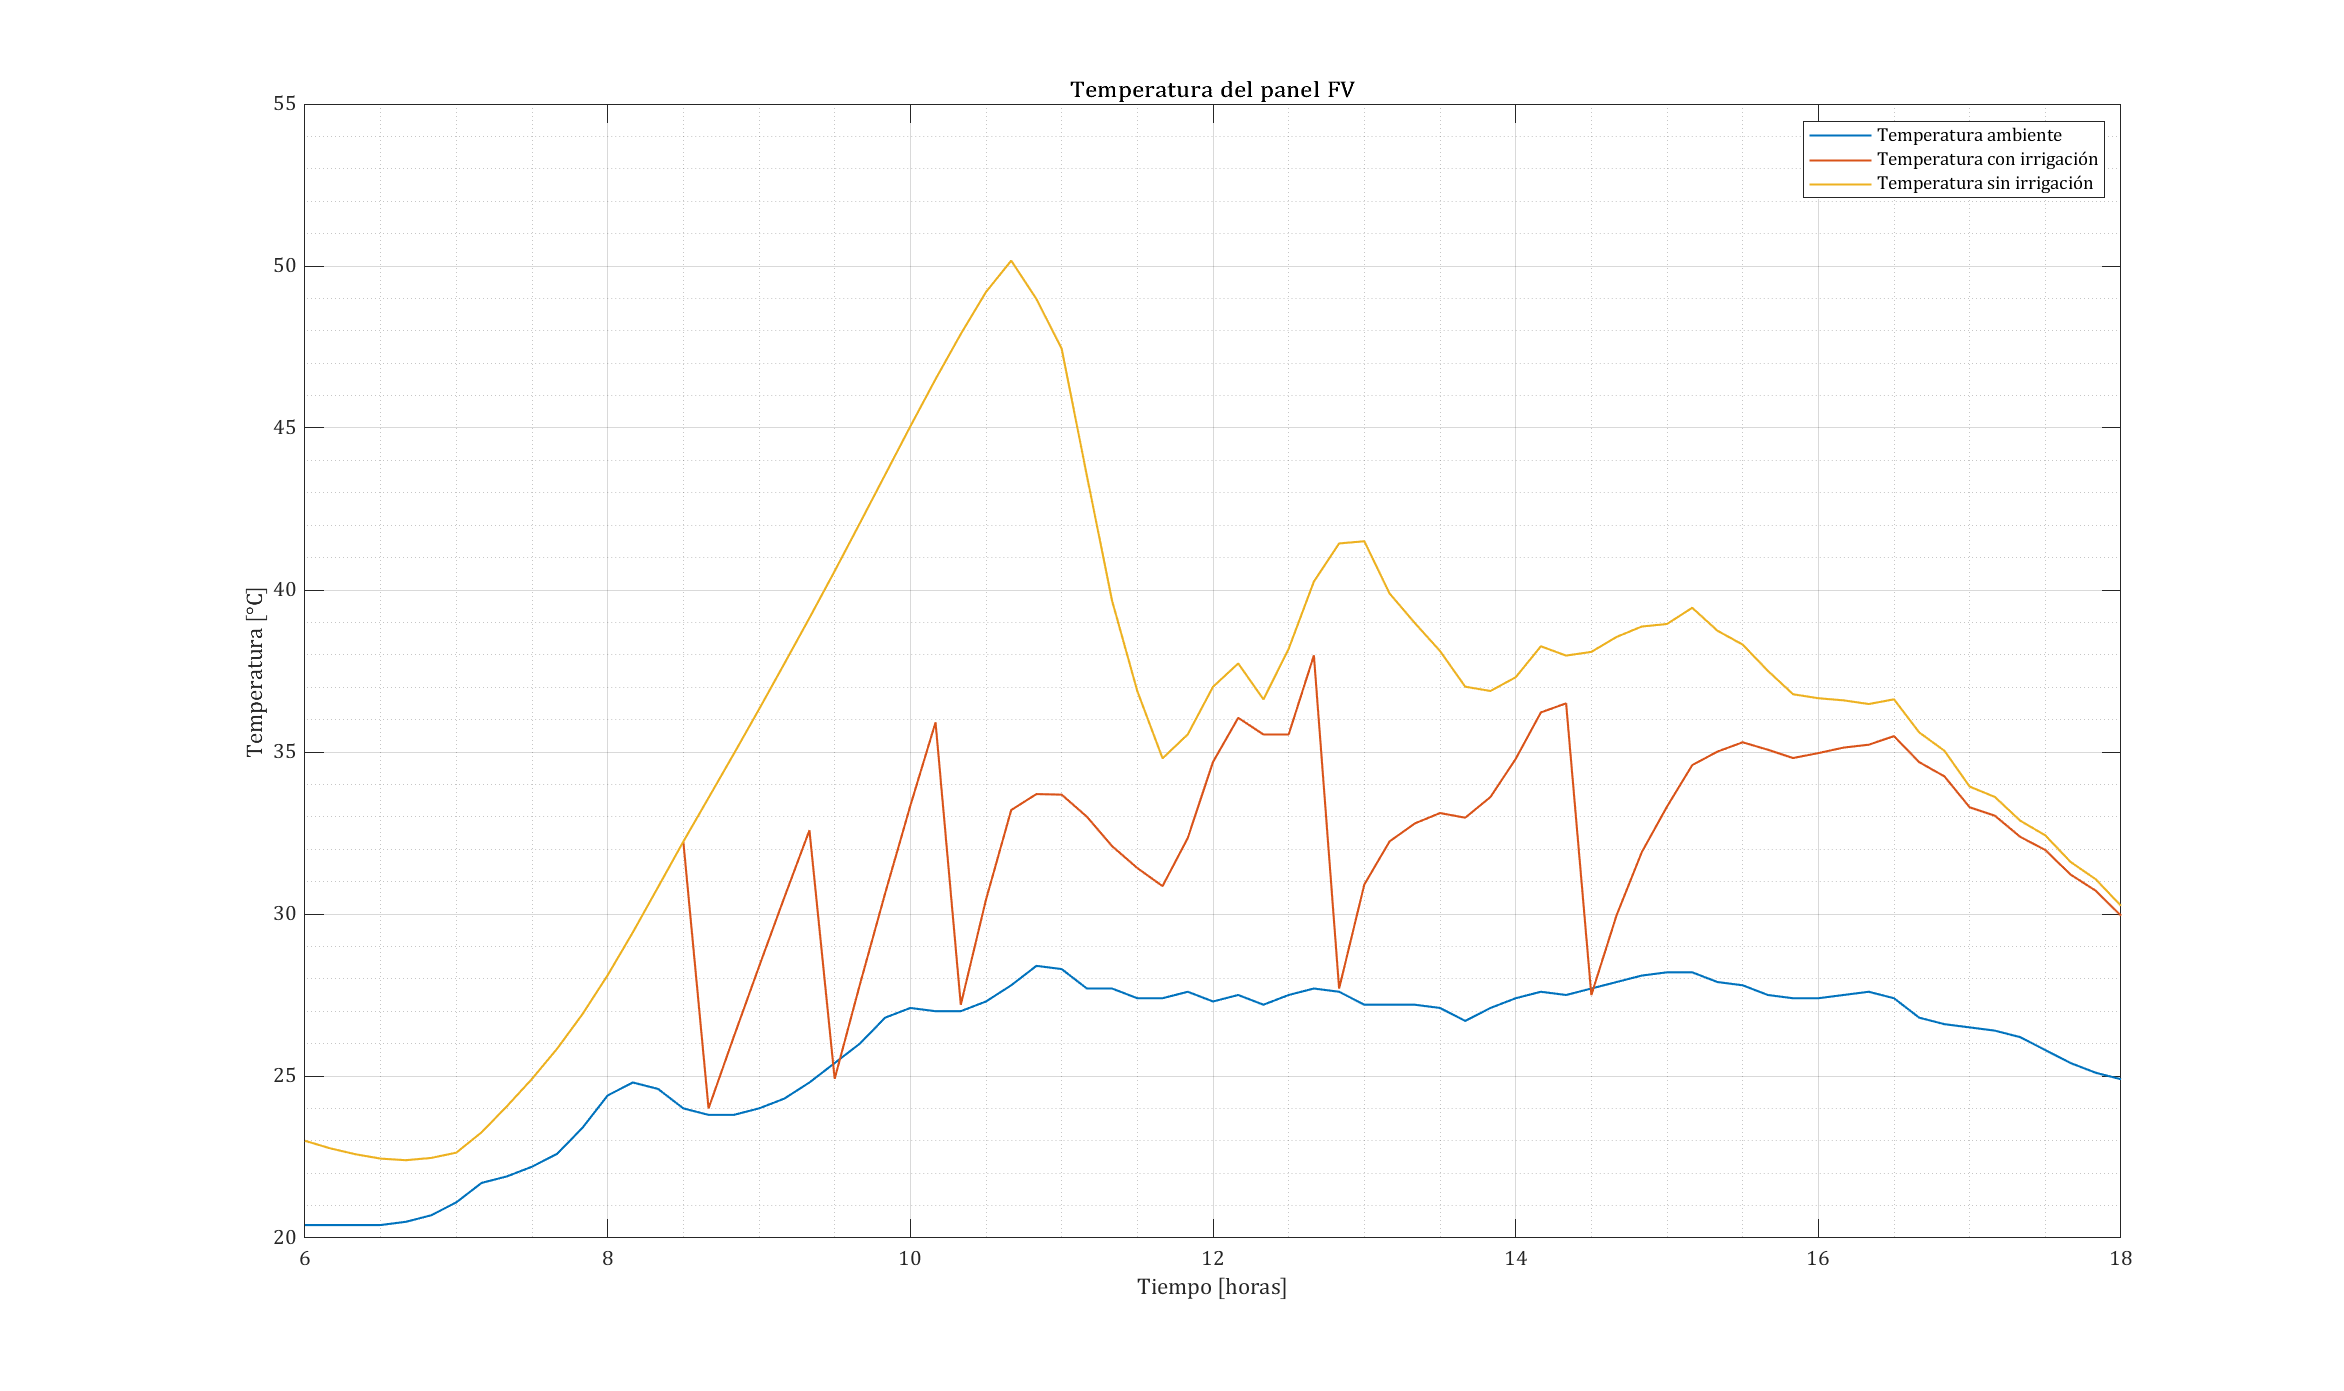 Temperatura del panel FV
Temperatura ambiente
Temperatura con irrigación
Temperatura sin irrigación
Temperatura [°C]
55
50
45
40
35
30
25
20
6 8 10 12 14 16 18
Tiempo [horas]